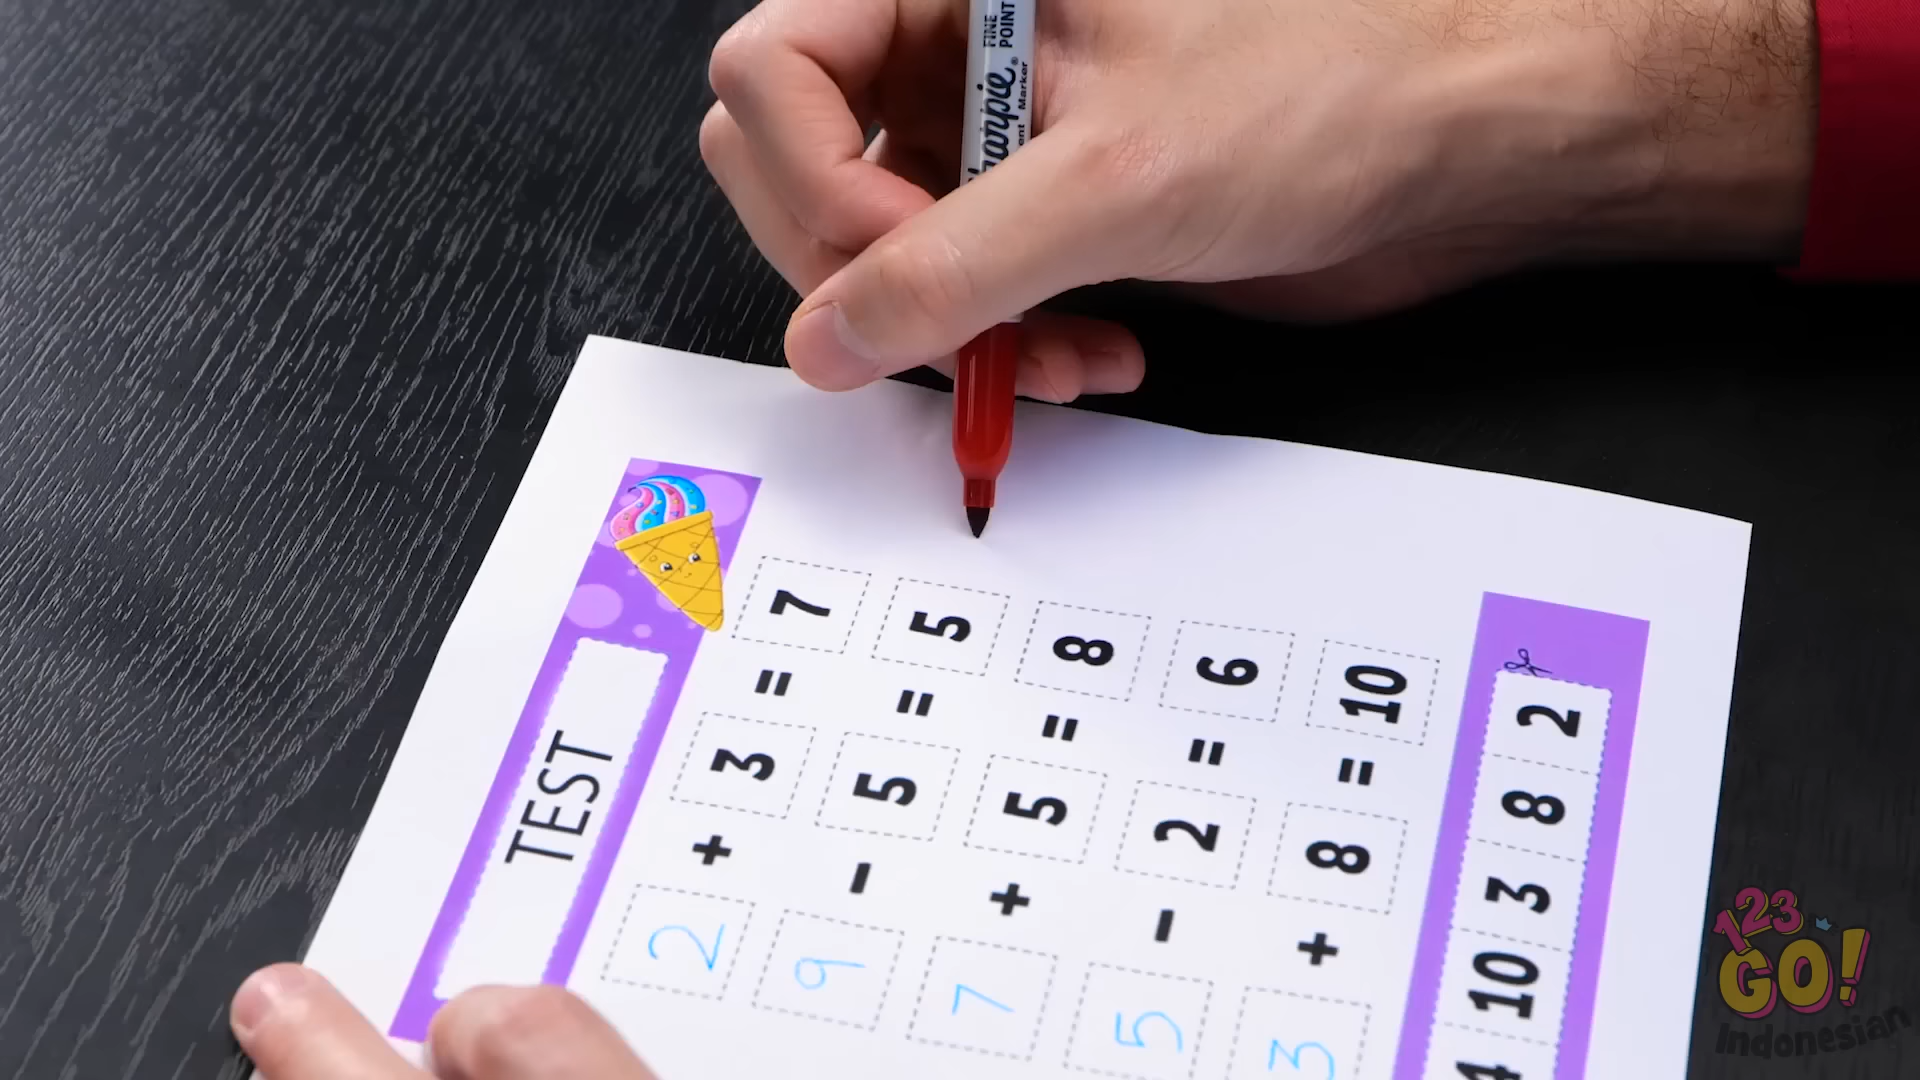 Sharpie®
FINE POINT
Marker
TEST
2 + 3 = 7
9 - 5 = 5
7 + 5 = 8
5 - 2 = 6
3 + 8 = 10
10 3 8 2
123
GO!
Indonesian